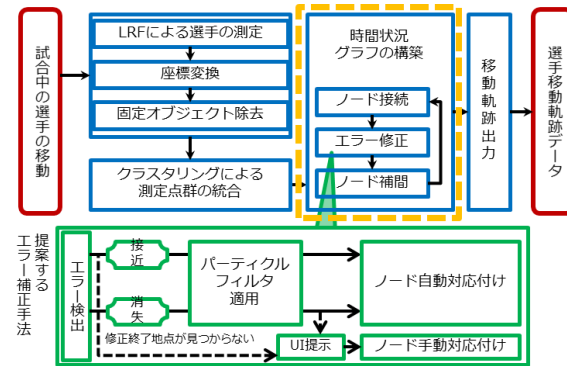 試合中の選手の移動
LRFによる選手の測定
座標変換
固定オブジェクト除去
クラスタリングによる
測定点群の統合
時間状況
グラフの構築
ノード接続
エラー修正
ノード補間
移動軌跡出力
選手移動軌跡データ
提案する
エラー補正手法
エラー検出
接近
消失
パーティクル
フィルタ
適用
ノード自動対応付け
修正終了地点が見つからない
UI提示
ノード手動対応付け